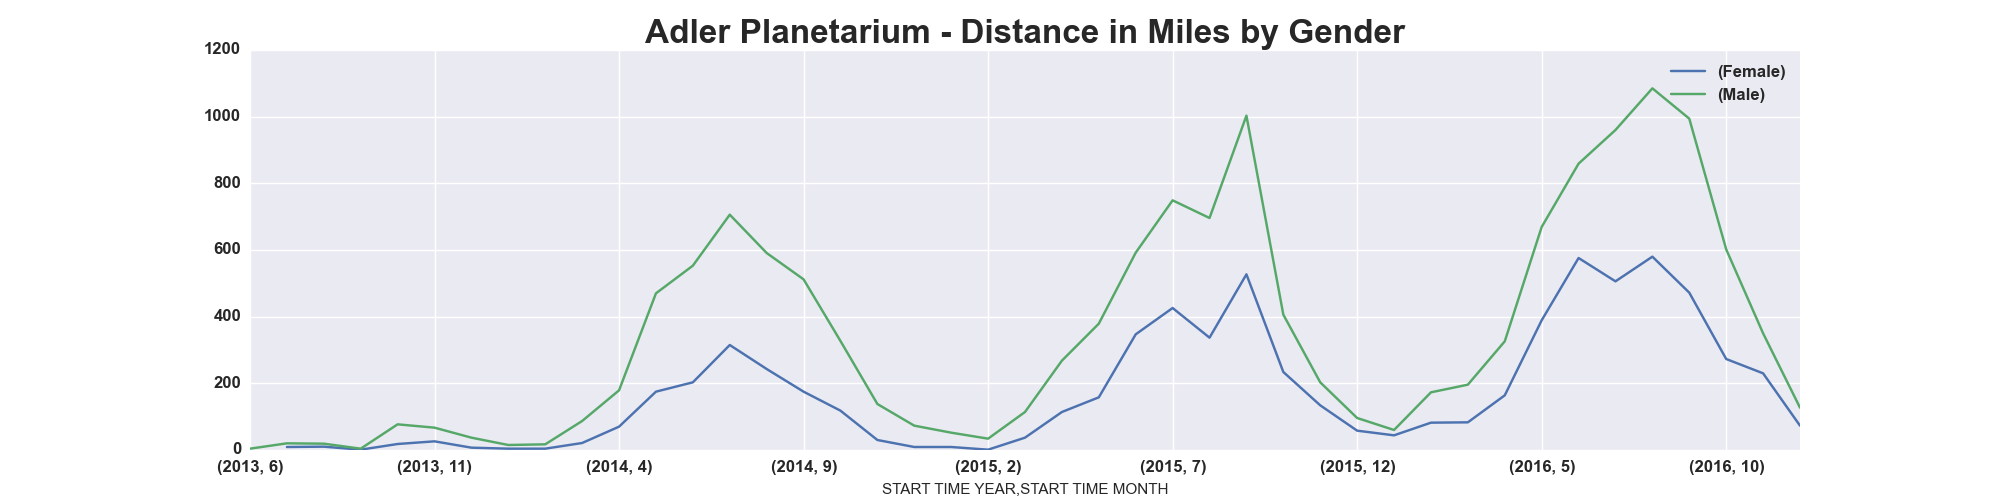 Adler Planetarium - Distance in Miles by Gender
1200
1000
800
600
400
200
0
(Female)
(Male)
(2013, 6) (2013, 11) (2014, 4) (2014, 9) (2015, 2) (2015, 7) (2015, 12) (2016, 5) (2016, 10)
START TIME YEAR,START TIME MONTH